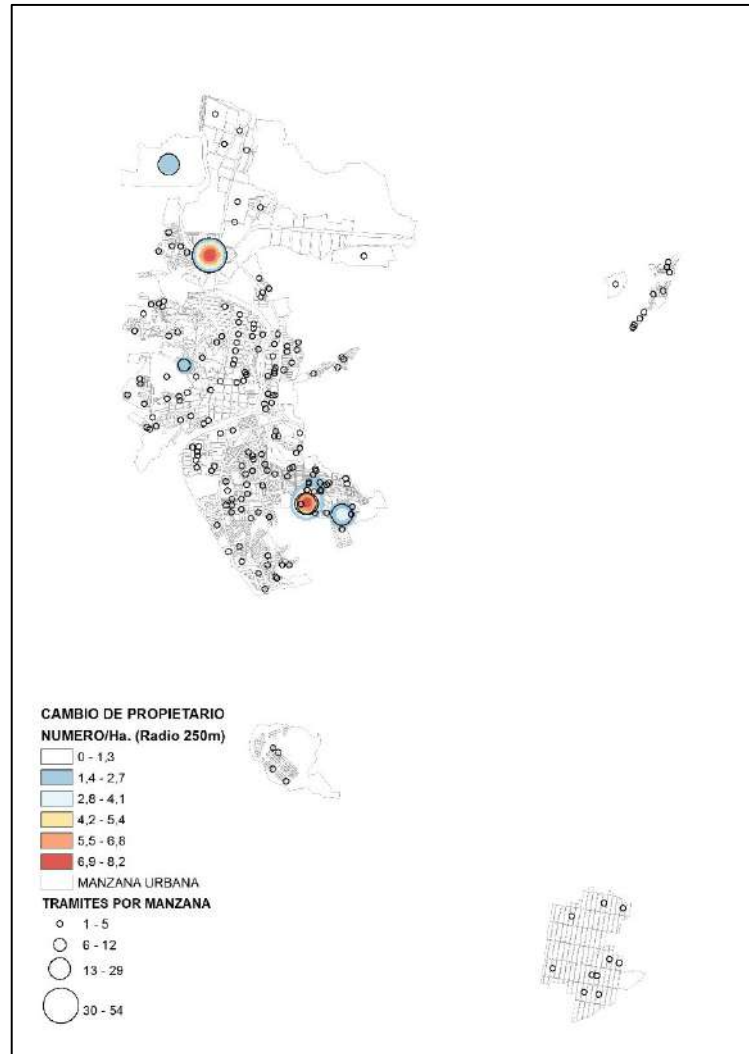 CAMBIO DE PROPIETARIO
NUMERO/Ha. (Radio 250m)
0 - 1,3
1,4 - 2,7
2,8 - 4,1
4,2 - 5,4
5,5 - 6,8
6,9 - 8,2
MANZANA URBANA
TRAMITES POR MANZANA
1 - 5
6 - 12
13 - 29
30 - 54